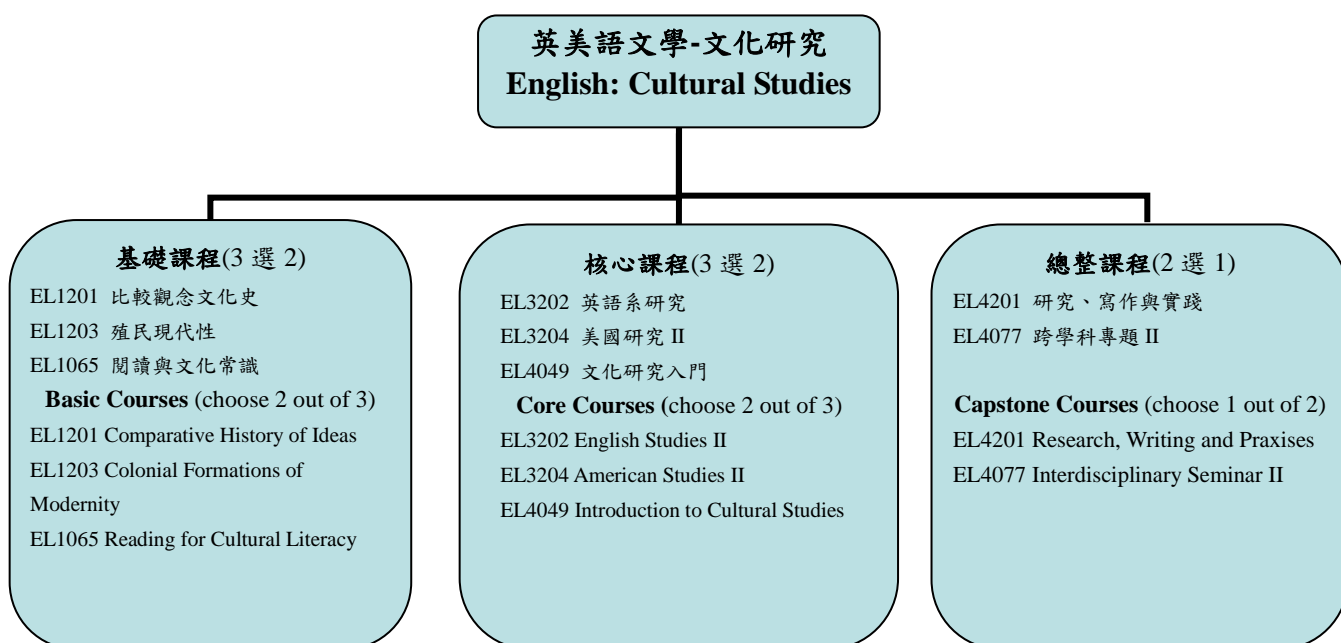 英美語文學-文化研究
English: Cultural Studies
基礎課程(3 選 2)
EL1201 比較觀念文化史
EL1203 殖民現代性
EL1065 閱讀與文化常識
Basic Courses (choose 2 out of 3)
EL1201 Comparative History of Ideas
EL1203 Colonial Formations of
Modernity
EL1065 Reading for Cultural Literacy
核心課程(3 選 2)
EL3202 英語系研究
EL3204 美國研究 II
EL4049 文化研究入門
Core Courses (choose 2 out of 3)
EL3202 English Studies II
EL3204 American Studies II
EL4049 Introduction to Cultural Studies
總整課程(2 選 1)
EL4201 研究、寫作與實踐
EL4077 跨學科專題 II
Capstone Courses (choose 1 out of 2)
EL4201 Research, Writing and Praxises
EL4077 Interdisciplinary Seminar II